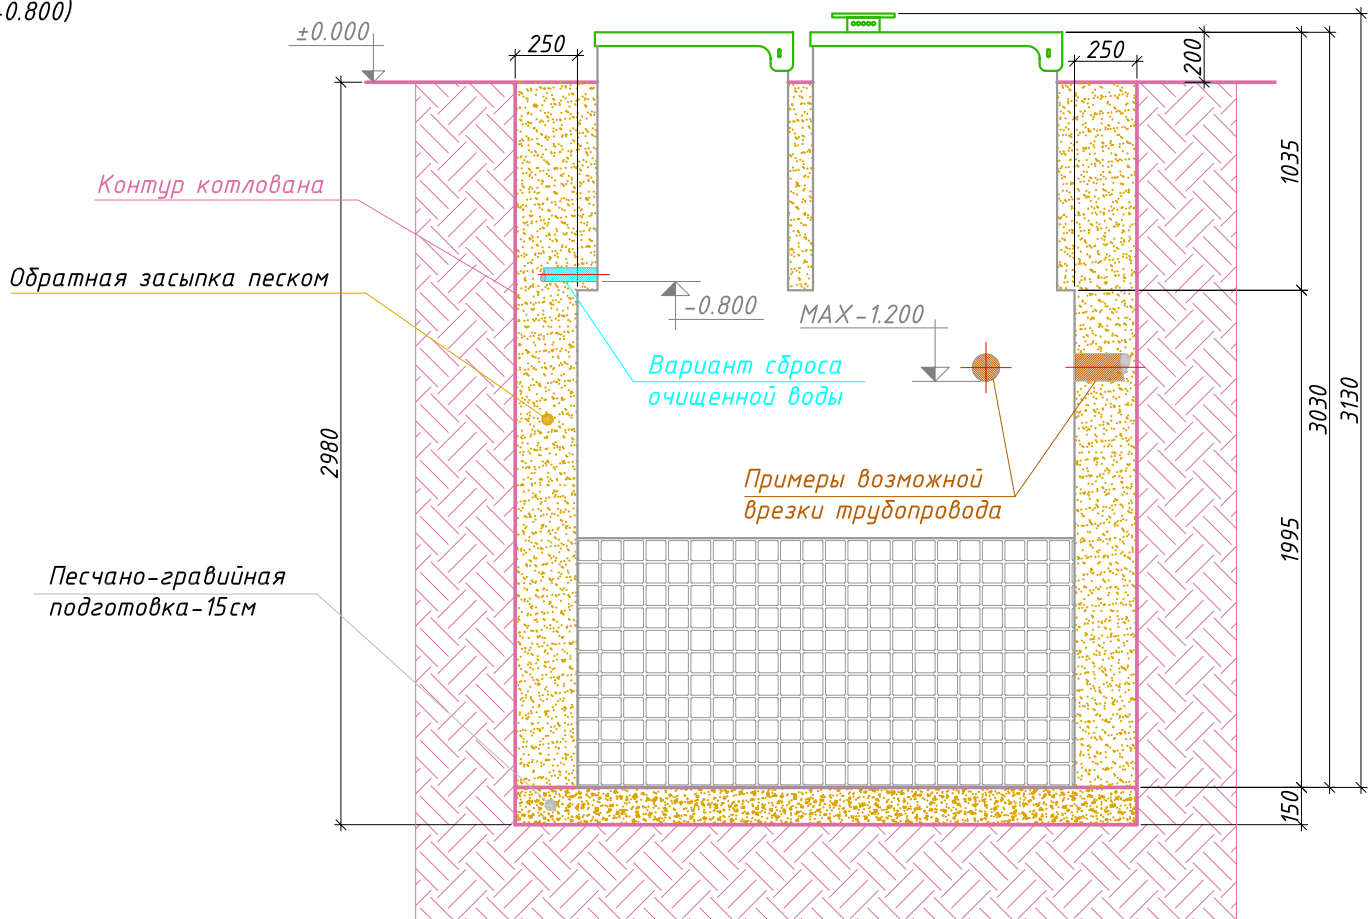 -0.800)
±0.000
250
250
200
Контур котлована
1035
Обратная засыпка песком
-0.800
MAX-1.200
Вариант сброса
очищенной воды
3030
3130
2980
Примеры возможной
врезки трубопровода
1995
Песчано-гравийная
подготовка-15см
150